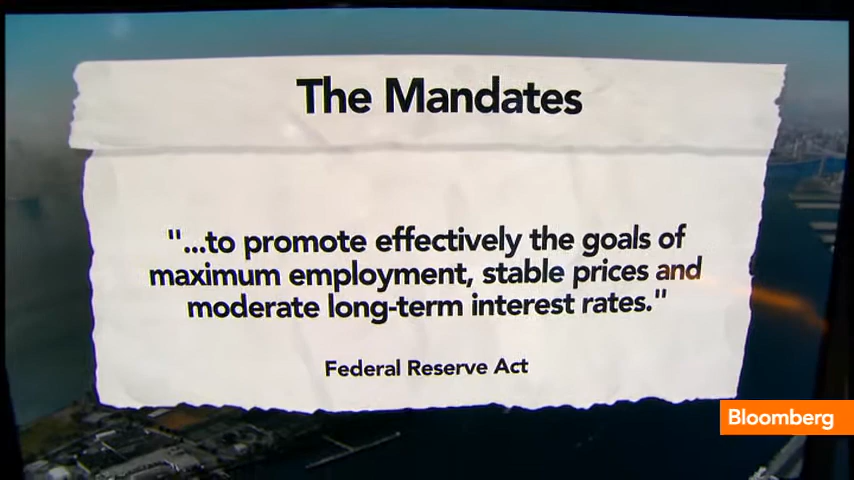 The Mandates
"...to promote effectively the goals of
maximum employment, stable prices and
moderate long-term interest rates."
Federal Reserve Act
Bloomberg